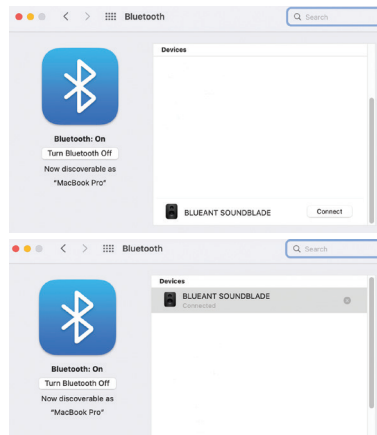 Bluetooth
Search
Devices
Bluetooth: On
Turn Bluetooth Off
Now discoverable as
"MacBook Pro"
BLUEANT SOUNDBLADE
Connect
Bluetooth
Search
Devices
BLUEANT SOUNDBLADE
Connected
Bluetooth: On
Turn Bluetooth Off
Now discoverable as
"MacBook Pro"